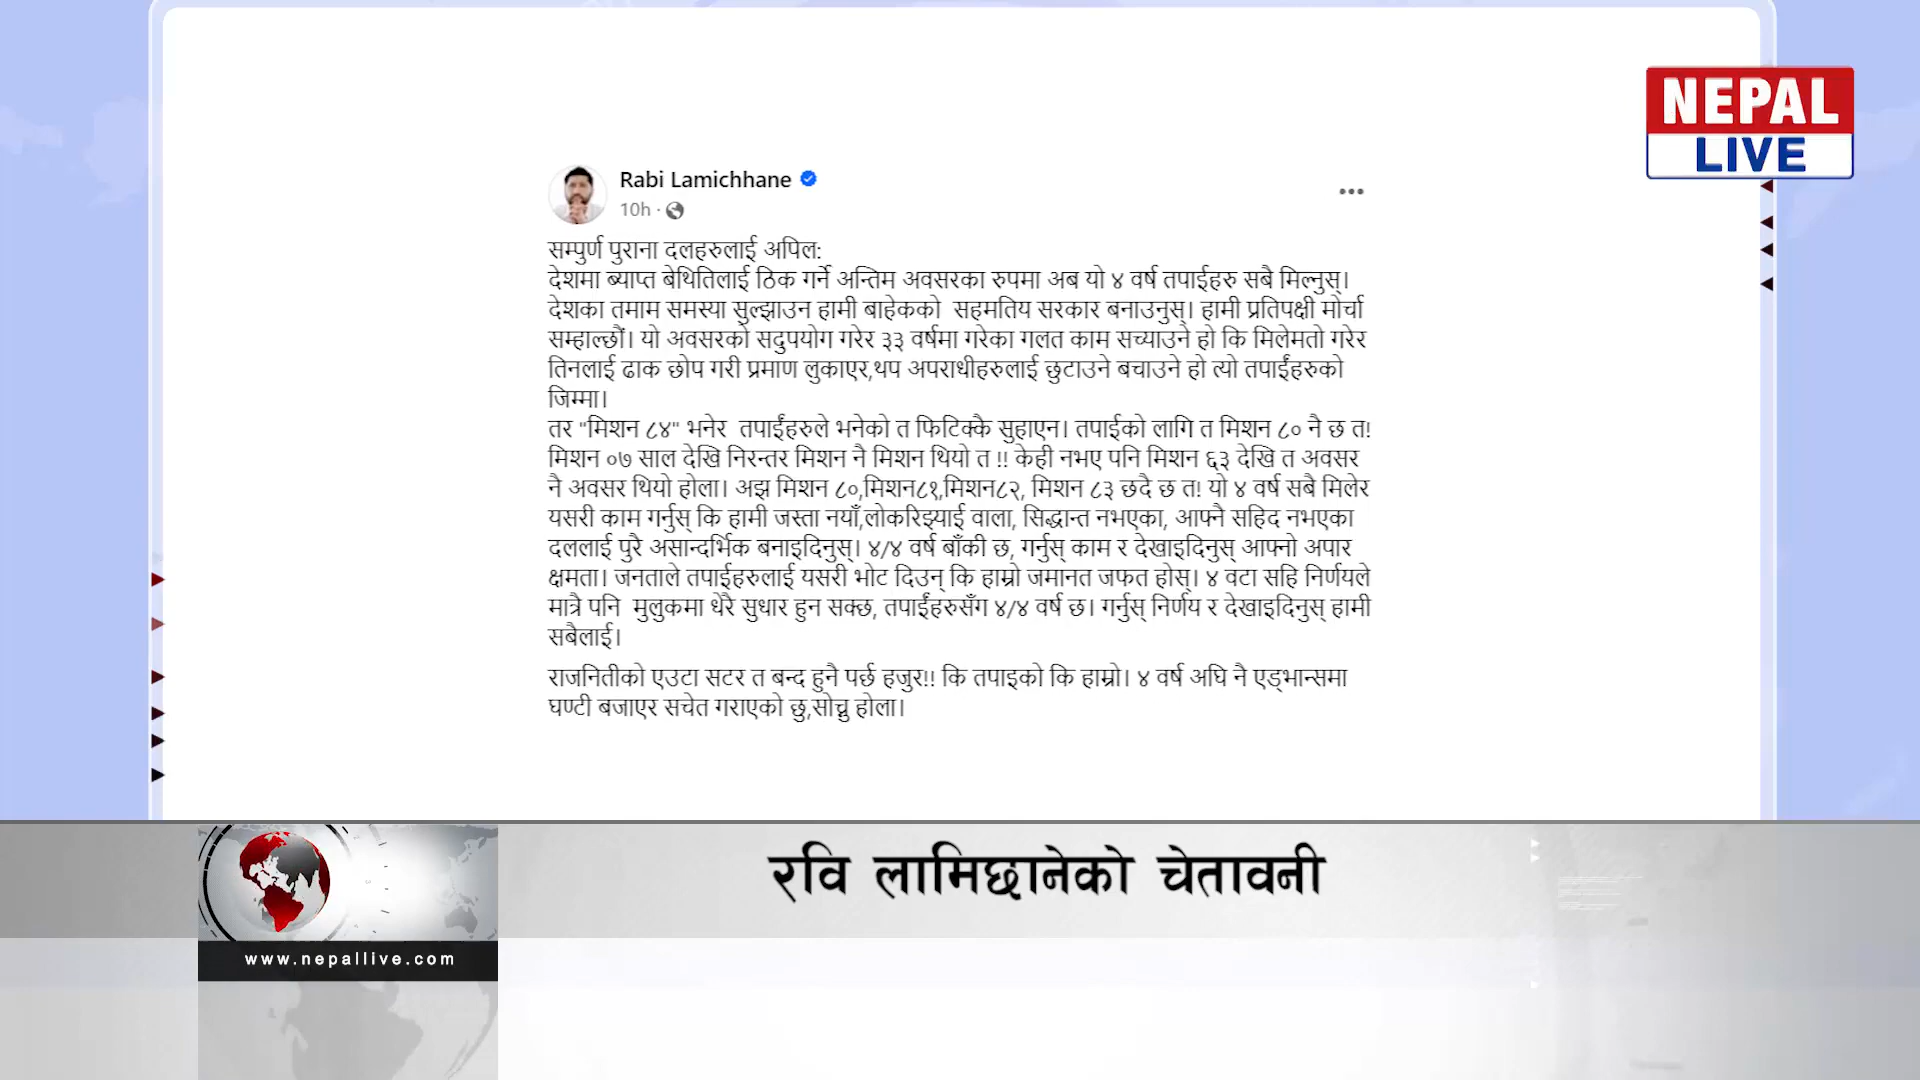 NEPAL
LIVE
Rabi Lamichhane
10h ·
सम्पुर्ण पुराना दलहरुलाई अपिल:
देशमा ब्याप्त बेथितिलाई ठिक गर्ने अन्तिम अवसरका रुपमा अब यो ४ वर्ष तपाईहरु सबै मिल्नुस्।
देशका तमाम समस्या सुल्झाउन हामी बाहेकको सहमतिय सरकार बनाउनुस्। हामी प्रतिपक्षी मोर्चा
सम्हाल्छौं। यो अवसरको सदुपयोग गरेर ३३ वर्षमा गरेका गलत काम सच्याउने हो कि मिलेमतो गरेर
तिनलाई ढाक छोप गरी प्रमाण लुकाएर,थप अपराधीहरुलाई छुटाउने बचाउने हो त्यो तपाईंहरुको
जिम्मा।
तर "मिशन ८४" भनेर तपाईंहरुले भनेको त फिटिक्कै सुहाएन। तपाईको लागि त मिशन ८० नै छ त!
मिशन ०७ साल देखि निरन्तर मिशन नै मिशन थियो त !! केही नभए पनि मिशन ६३ देखि त अवसर
नै अवसर थियो होला। अझ मिशन ८०,मिशन८१,मिशन८२, मिशन ८३ छदै छ त! यो ४ वर्ष सबै मिलेर
यसरी काम गर्नुस् कि हामी जस्ता नयाँ,लोकरिझ्याई वाला, सिद्धान्त नभएका, आफ्नै सहिद नभएका
दललाई पुरै असान्दर्भिक बनाइदिनुस्। ४/४ वर्ष बाँकी छ, गर्नुस् काम र देखाइदिनुस् आफ्नो अपार
क्षमता। जनताले तपाईहरुलाई यसरी भोट दिउन् कि हाम्रो जमानत जफत होस्। ४ वटा सहि निर्णयले
मात्रै पनि मुलुकमा धेरै सुधार हुन सक्छ, तपाईंहरुसँग ४/४ वर्ष छ। गर्नुस् निर्णय र देखाइदिनुस् हामी
सबैलाई।
राजनितीको एउटा सटर त बन्द हुनै पर्छ हजुर!! कि तपाइको कि हाम्रो। ४ वर्ष अघि नै एड्भान्समा
घण्टी बजाएर सचेत गराएको छु,सोच्नु होला।
रवि लामिछानेको चेतावनी
www.nepallive.com